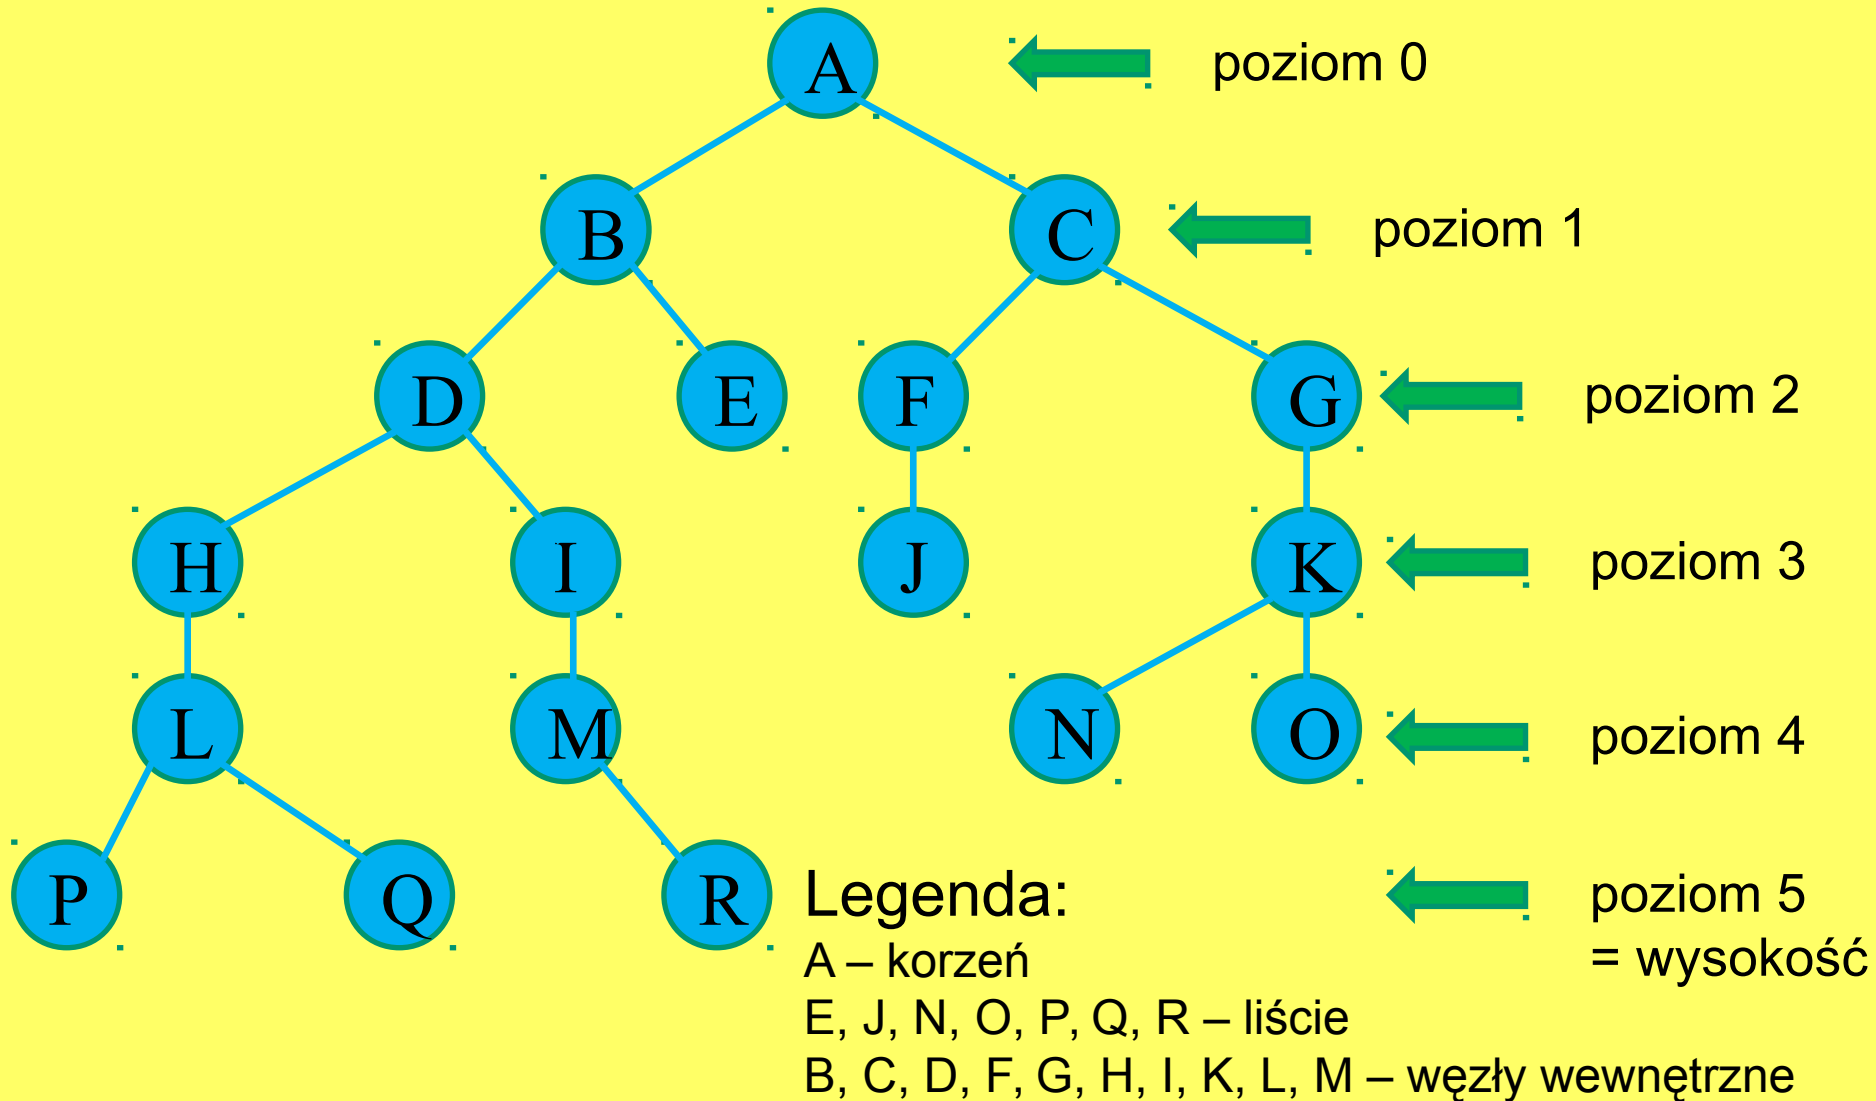 A
poziom 0
B
C
poziom 1
D
E
F
G
poziom 2
H
I
J
K
poziom 3
L
M
N
O
poziom 4
P
Q
R
poziom 5
= wysokość
Legenda:
A – korzeń
E, J, N, O, P, Q, R – liście
B, C, D, F, G, H, I, K, L, M – węzły wewnętrzne